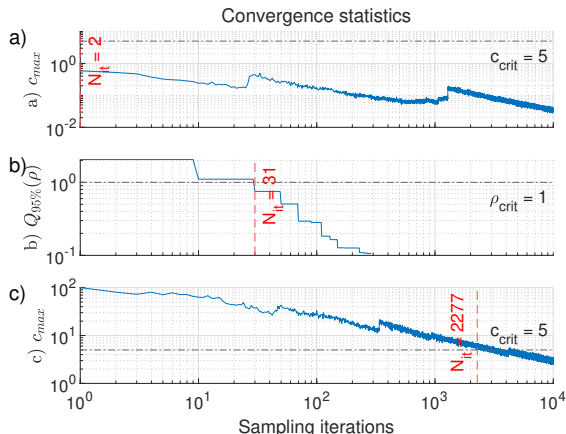 Convergence statistics
a)
a) c_max
10^0
10^-2
N_it = 2
c_crit = 5
b)
b) Q_95%(ρ)
10^0
10^-1
N_it = 31
ρ_crit = 1
c)
c) c_max
10^2
10^1
10^0
N_it = 2277
c_crit = 5
10^0 10^1 10^2 10^3 10^4
Sampling iterations